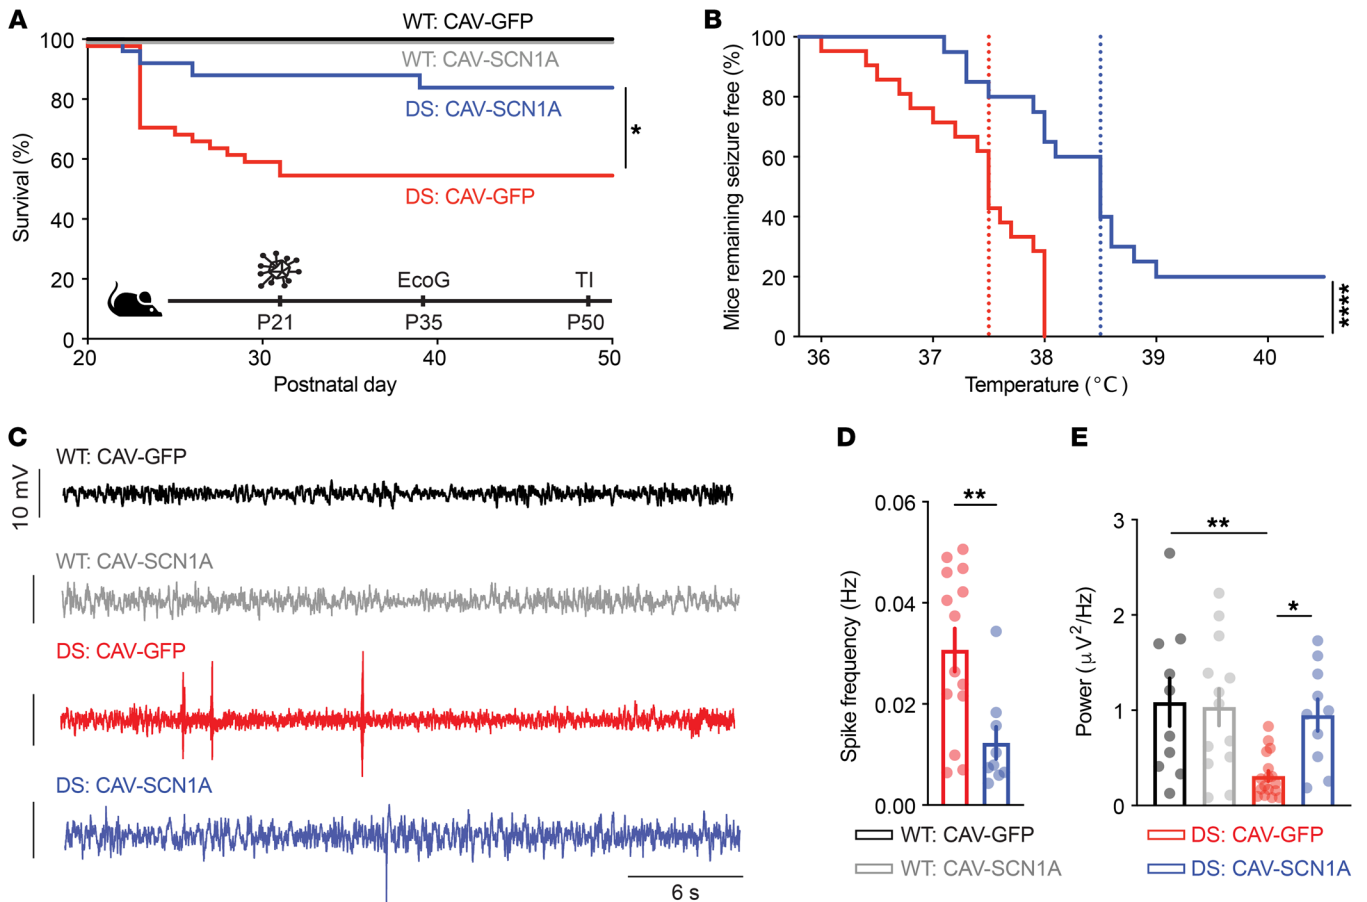 A
WT: CAV-GFP
WT: CAV-SCN1A
DS: CAV-SCN1A
*
DS: CAV-GFP
Survival (%)
100
80
60
40
20
0
EcoG
TI
P21
P35
P50
20
30
40
50
Postnatal day
B
Mice remaining seizure free (%)
100
80
60
40
20
0
****
36
37
38
39
40
Temperature (°C)
C
WT: CAV-GFP
10 mV
WT: CAV-SCN1A
DS: CAV-GFP
DS: CAV-SCN1A
6 s
D
**
Spike frequency (Hz)
0.06
0.04
0.02
0.00
E
**
*
Power (µV²/Hz)
3
2
1
0
WT: CAV-GFP
WT: CAV-SCN1A
DS: CAV-GFP
DS: CAV-SCN1A